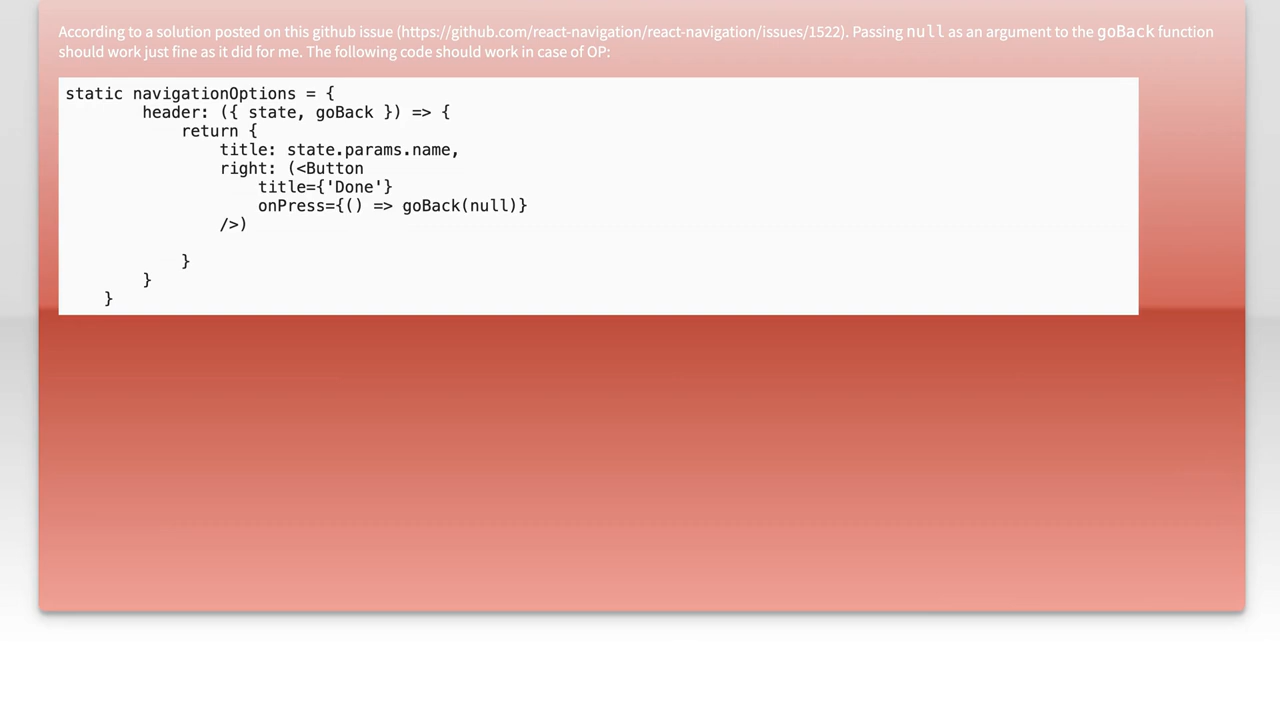 According to a solution posted on this github issue (https://github.com/react-navigation/react-navigation/issues/1522). Passing null as an argument to the goBack function
should work just fine as it did for me. The following code should work in case of OP:
static navigationOptions = {
        header: ({ state, goBack }) => {
            return {
                title: state.params.name,
                right: (<Button
                    title={'Done'}
                    onPress={() => goBack(null)}
                />)
            }
        }
    }